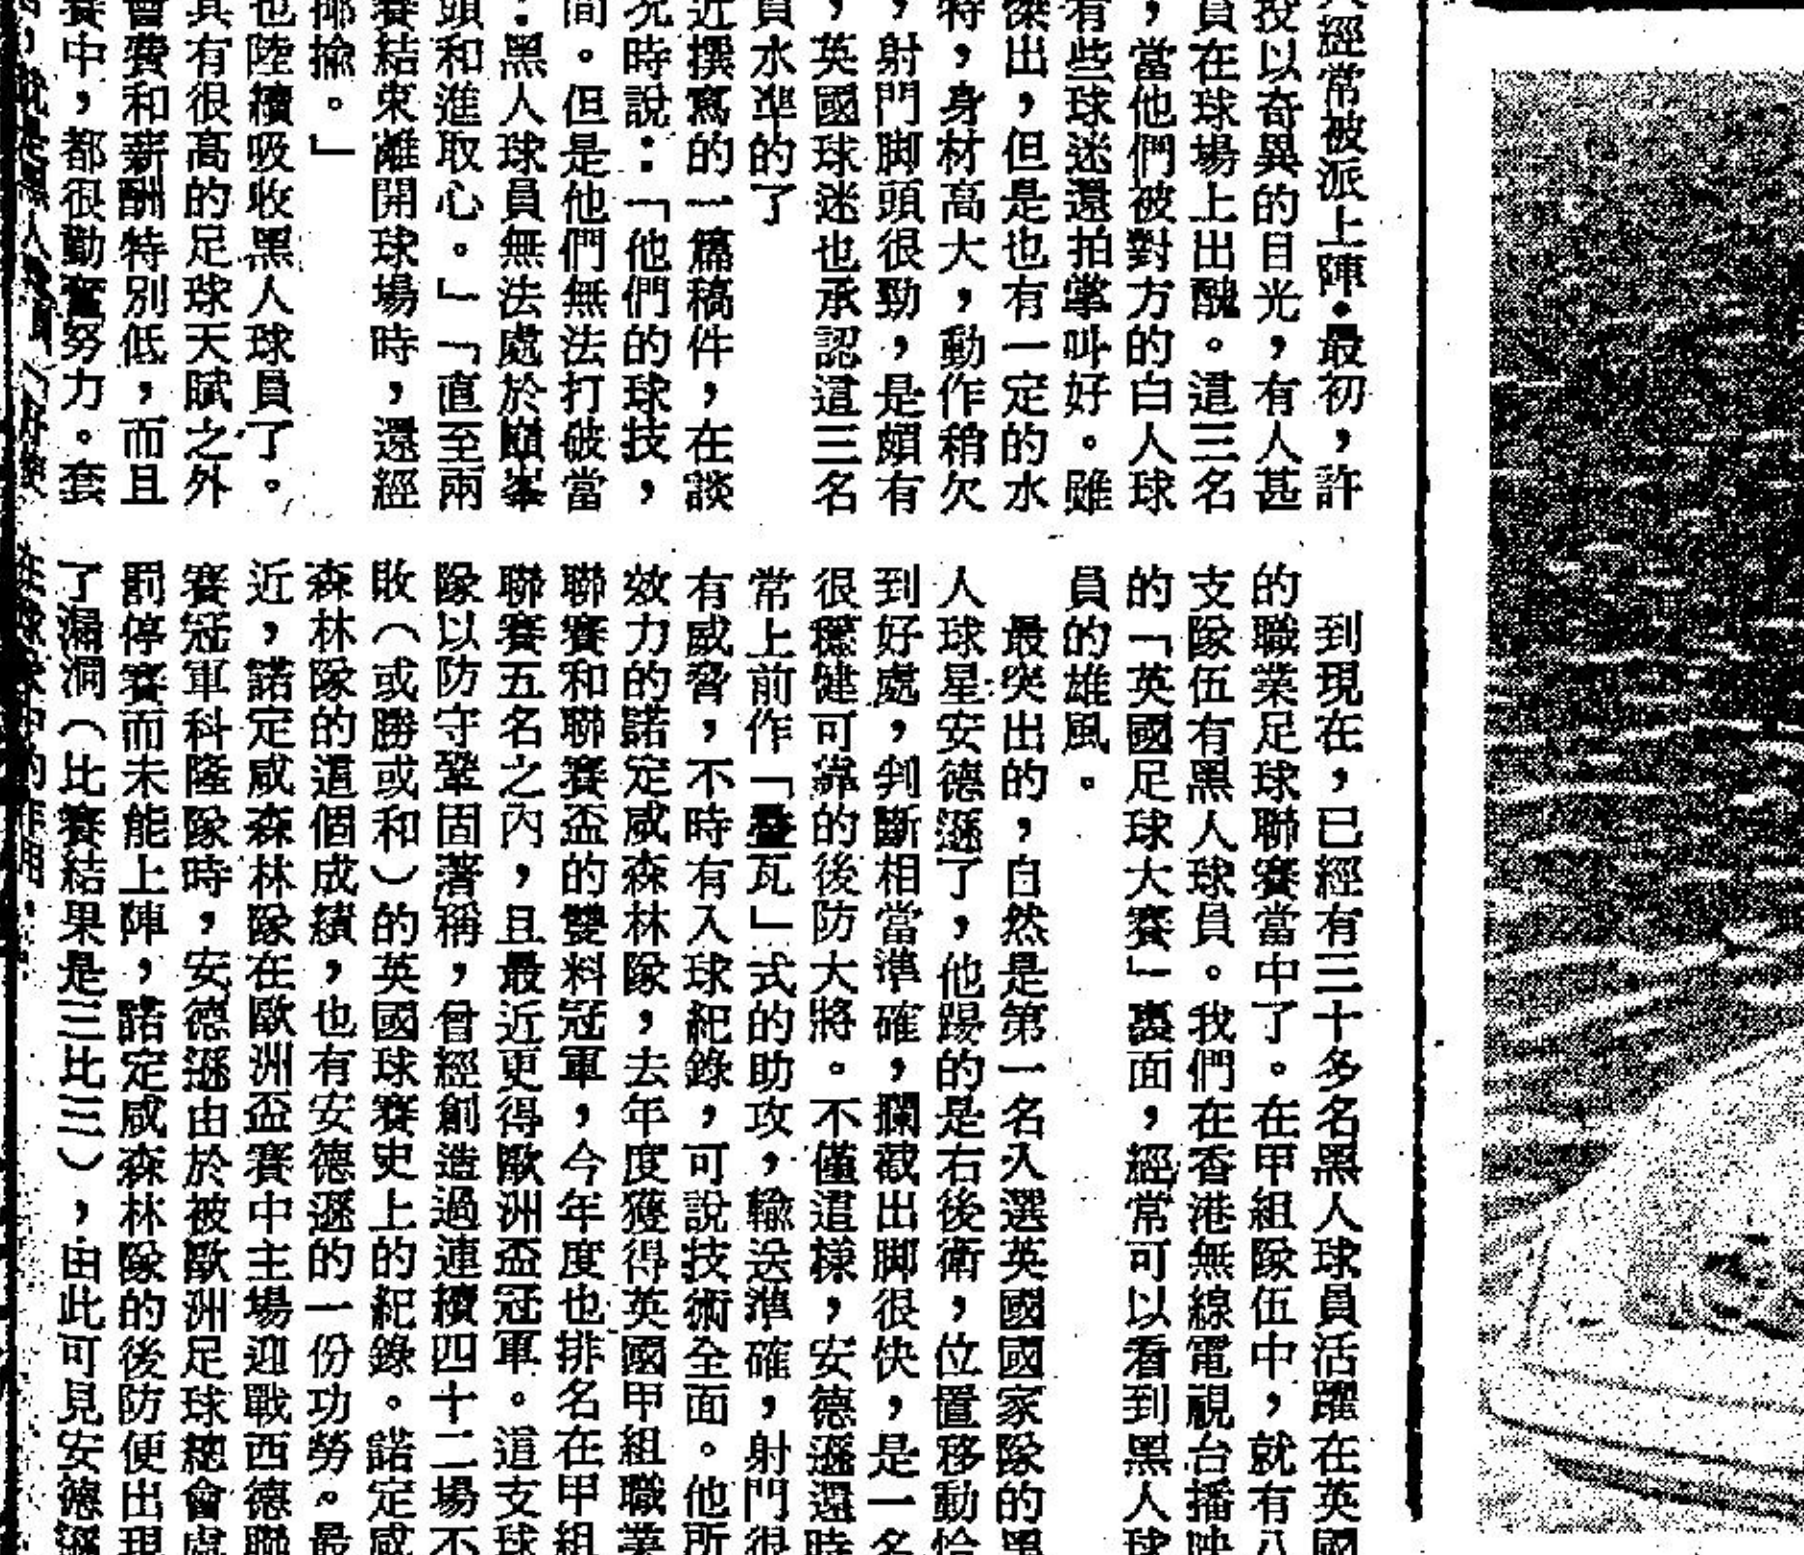 經常被派上陣。最初，許
投以奇異的目光，有人甚
員在球場上出醜。這三名
，當他們被對方的白人球
有些球迷還拍掌叫好。雖
傑出，但是也有一定的水
特，身材高大，動作稍欠
，射門脚頭很勁，是頗有
，英國球迷也承認這三名
員水準的了
近撰寫的一篇稿件，在談
況時說：「他們的球技，
間。但是他們無法打破當
：黑人球員無法處於巔峯
頭和進取心。」「直至兩
賽結束離開球場時，還經
揶揄。」
也陸續吸收黑人球員了。
具有很高的足球天賦之外
會費和薪酬特別低，而且
賽中，都很勤奮努力。套
到現在，已經有三十多名黑人球員活躍在英國
的職業足球聯賽當中了。在甲組隊伍中，就有八
支隊伍有黑人球員。我們在香港無線電視台播映
的「英國足球大賽」裏面，經常可以看到黑人球
員的雄風。
最突出的，自然是第一名入選英國國家隊的黑
人球星安德遜了，他踢的是右後衛，位置移動恰
到好處，判斷相當準確，攔截出脚很快，是一名
很穩健可靠的後防大將。不僅這樣，安德遜還時
常上前作「疊瓦」式的助攻，輸送準確，射門很
有威脅，不時有入球紀錄，可說技術全面。他所
效力的諾定咸森林隊，去年度獲得英國甲組職業
聯賽和聯賽盃的雙料冠軍，今年度也排名在甲組
聯賽五名之內，且最近更得歐洲盃冠軍。這支球
隊以防守鞏固著稱，曾經創造過連續四十二場不
敗（或勝或和）的英國球賽史上的紀錄。諾定咸
森林隊的這個成績，也有安德遜的一份功勞。最
近，諾定咸森林隊在歐洲盃賽中主場迎戰西德聯
賽冠軍科隆隊時，安德遜由於被歐洲足球總會處
罰停賽而未能上陣，諾定咸森林隊的後防便出現
了漏洞（比賽結果是三比三），由此可見安德遜